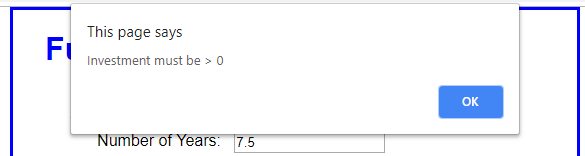 This page says
Investment must be > 0
OK
Number of Years: 7.5